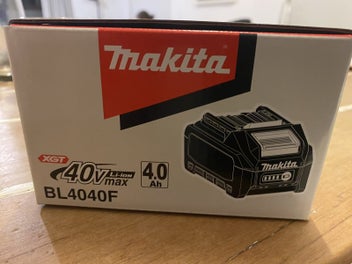 makita
XGT
40v Li-ion
max
4.0
Ah
BL4040F
makita